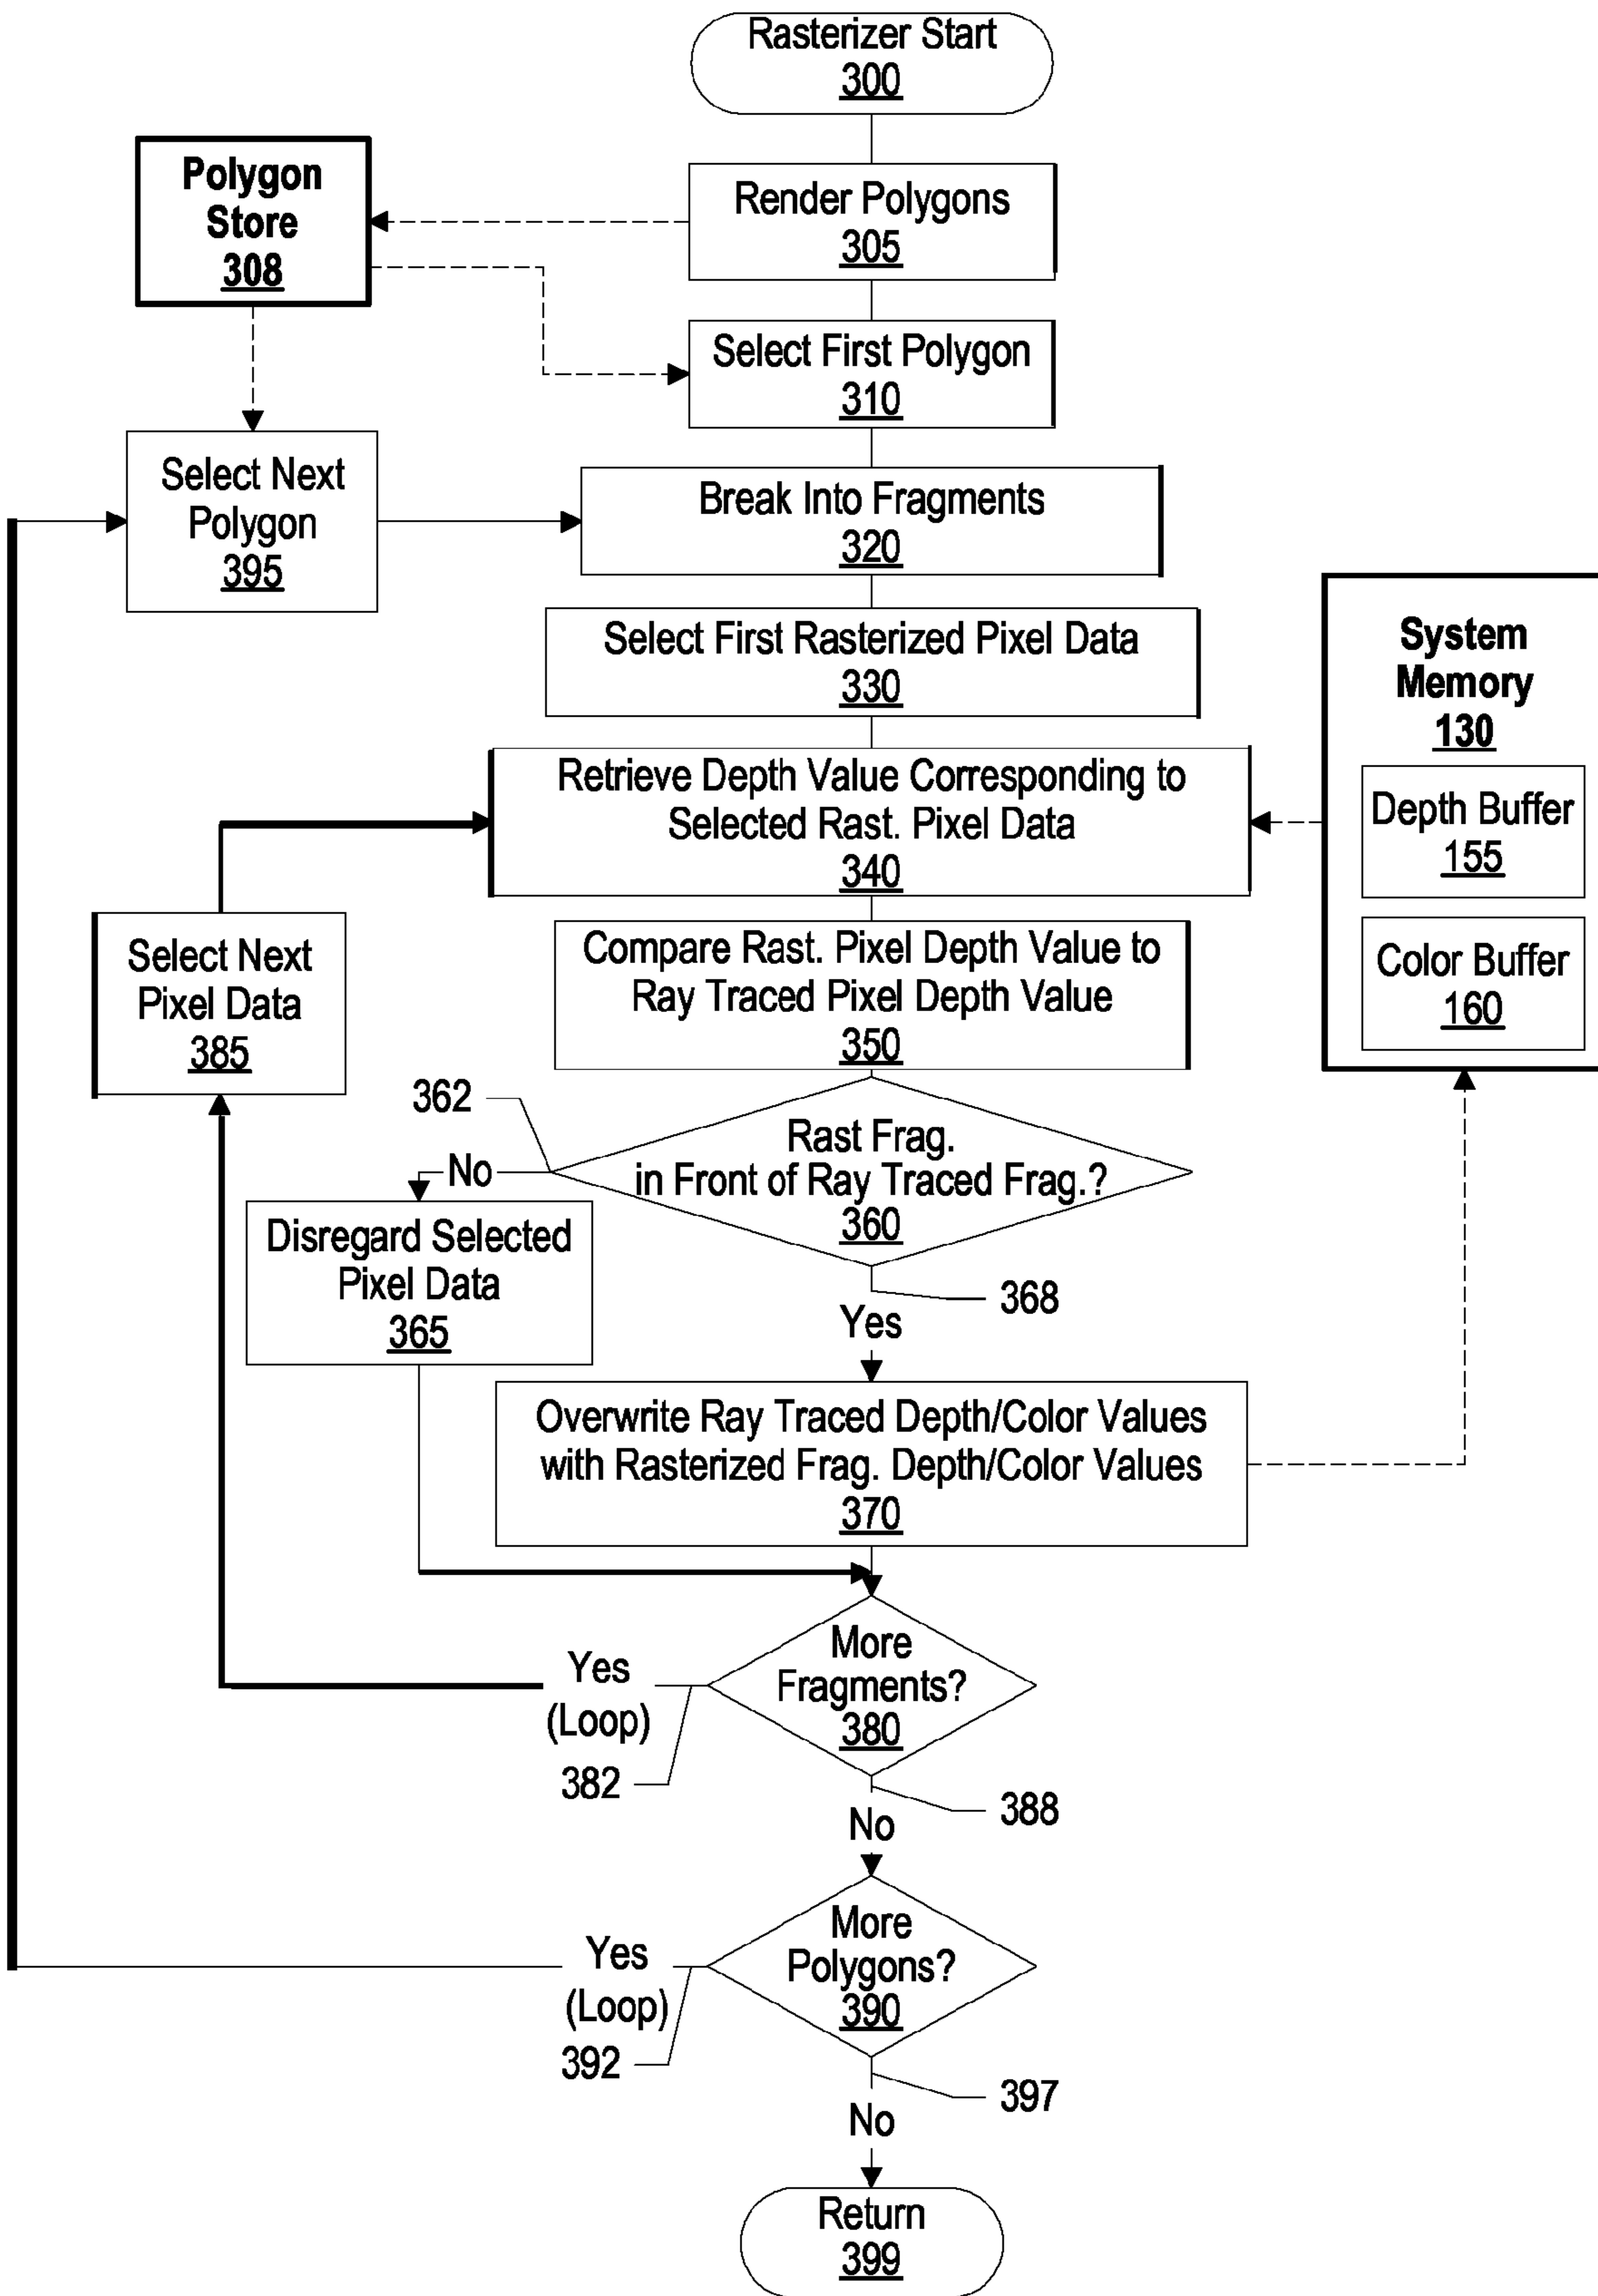 Rasterizer Start
300
Polygon
Store
308
Render Polygons
305
Select First Polygon
310
Select Next
Polygon
395
Break Into Fragments
320
Select First Rasterized Pixel Data
330
System
Memory
130
Depth Buffer
155
Color Buffer
160
Retrieve Depth Value Corresponding to
Selected Rast. Pixel Data
340
Select Next
Pixel Data
385
Compare Rast. Pixel Depth Value to
Ray Traced Pixel Depth Value
350
362
Rast Frag.
in Front of Ray Traced Frag.?
360
No
Disregard Selected
Pixel Data
365
368
Yes
Overwrite Ray Traced Depth/Color Values
with Rasterized Frag. Depth/Color Values
370
More
Fragments?
380
Yes
(Loop)
382
388
No
More
Polygons?
390
Yes
(Loop)
392
397
No
Return
399